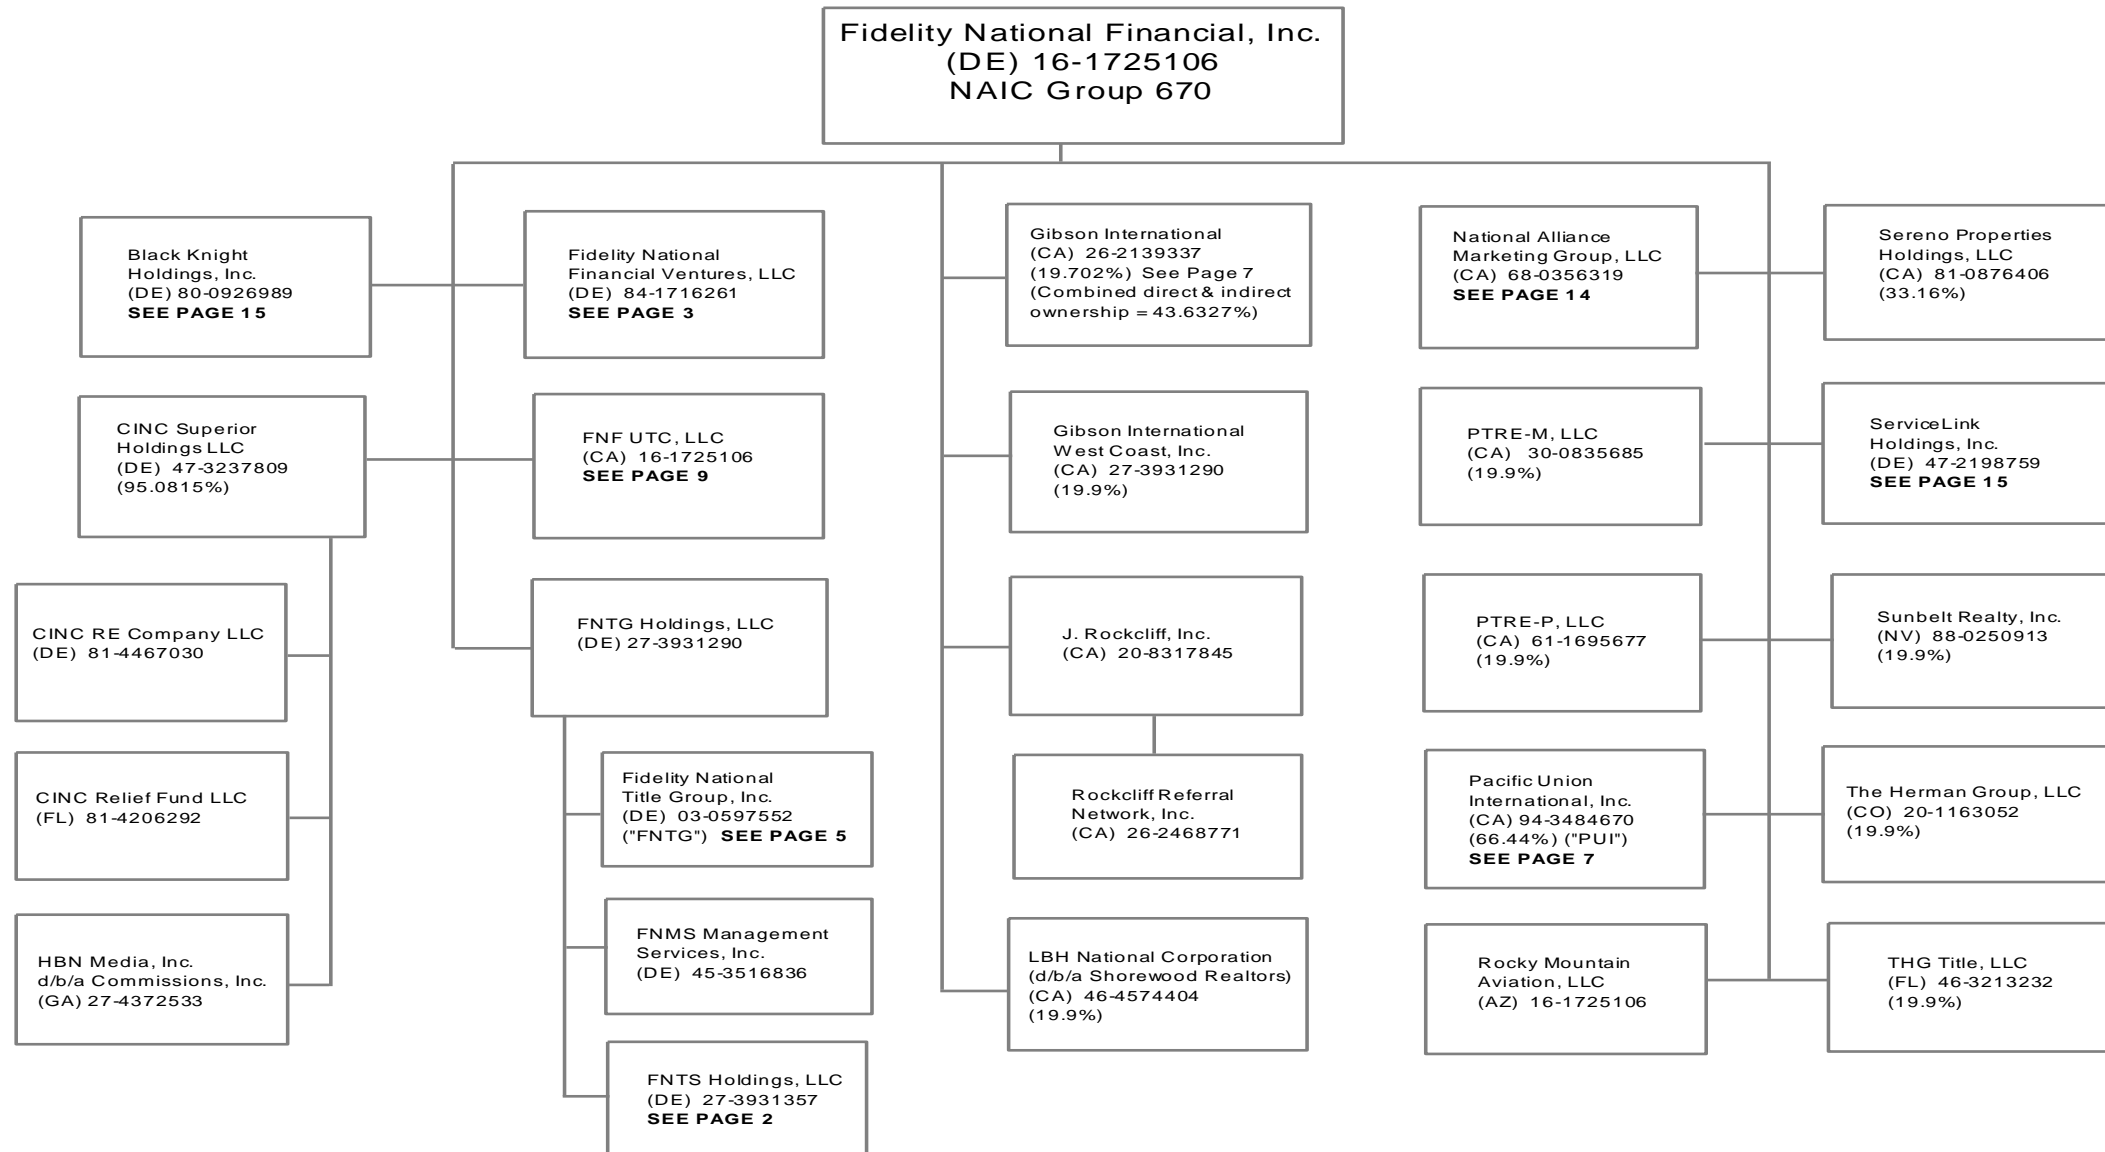 Fidelity National Financial, Inc.
(DE) 16-1725106
NAIC Group 670
Black Knight
Holdings, Inc.
(DE) 80-0926989
SEE PAGE 15
Fidelity National
Financial Ventures, LLC
(DE) 84-1716261
SEE PAGE 3
Gibson International
(CA) 26-2139337
(19.702%) See Page 7
(Combined direct & indirect
ownership = 43.6327%)
National Alliance
Marketing Group, LLC
(CA) 68-0356319
SEE PAGE 14
Sereno Properties
Holdings, LLC
(CA) 81-0876406
(33.16%)
CINC Superior
Holdings LLC
(DE) 47-3237809
(95.0815%)
FNF UTC, LLC
(CA) 16-1725106
SEE PAGE 9
Gibson International
West Coast, Inc.
(CA) 27-3931290
(19.9%)
PTRE-M, LLC
(CA) 30-0835685
(19.9%)
ServiceLink
Holdings, Inc.
(DE) 47-2198759
SEE PAGE 15
CINC RE Company LLC
(DE) 81-4467030
FNTG Holdings, LLC
(DE) 27-3931290
J. Rockcliff, Inc.
(CA) 20-8317845
PTRE-P, LLC
(CA) 61-1695677
(19.9%)
Sunbelt Realty, Inc.
(NV) 88-0250913
(19.9%)
CINC Relief Fund LLC
(FL) 81-4206292
Fidelity National
Title Group, Inc.
(DE) 03-0597552
("FNTG") SEE PAGE 5
Rockcliff Referral
Network, Inc.
(CA) 26-2468771
Pacific Union
International, Inc.
(CA) 94-3484670
(66.44%) ("PUI")
SEE PAGE 7
The Herman Group, LLC
(CO) 20-1163052
(19.9%)
HBN Media, Inc.
d/b/a Commissions, Inc.
(GA) 27-4372533
FNMS Management
Services, Inc.
(DE) 45-3516836
LBH National Corporation
(d/b/a Shorewood Realtors)
(CA) 46-4574404
(19.9%)
Rocky Mountain
Aviation, LLC
(AZ) 16-1725106
THG Title, LLC
(FL) 46-3213232
(19.9%)
FNTS Holdings, LLC
(DE) 27-3931357
SEE PAGE 2